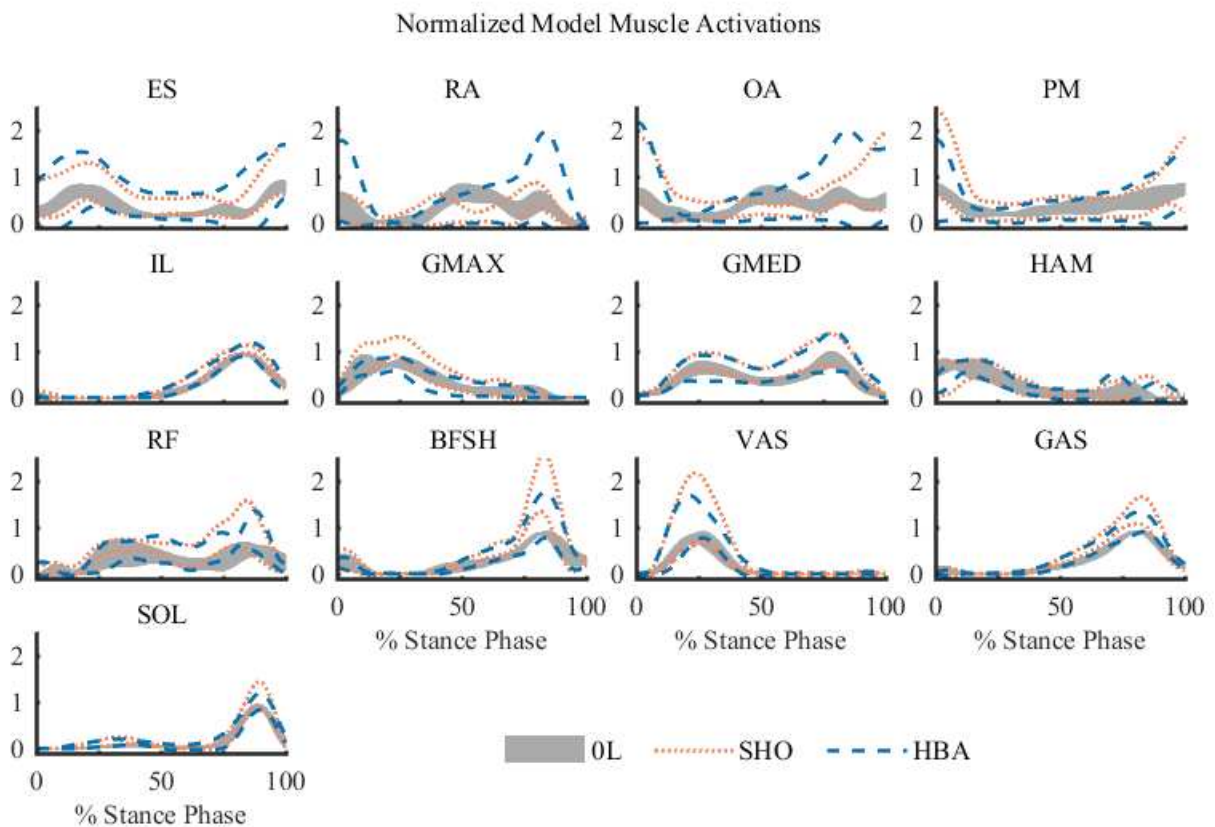 Normalized Model Muscle Activations
ES RA OA PM
2 2 2 2
1 1 1 1
0 0 0 0
IL GMAX GMED HAM
2 2 2 2
1 1 1 1
0 0 0 0
RF BFSH VAS GAS
2 2 2 2
1 1 1 1
0 0 0 0
0 50 100 0 50 100 0 50 100
SOL % Stance Phase % Stance Phase % Stance Phase
2
1
0L SHO HBA
0
0 50 100
% Stance Phase